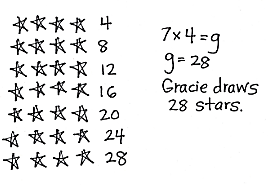 4
8
12
16
20
24
28
7 × 4 = g
g = 28
Gracie draws
28 stars.